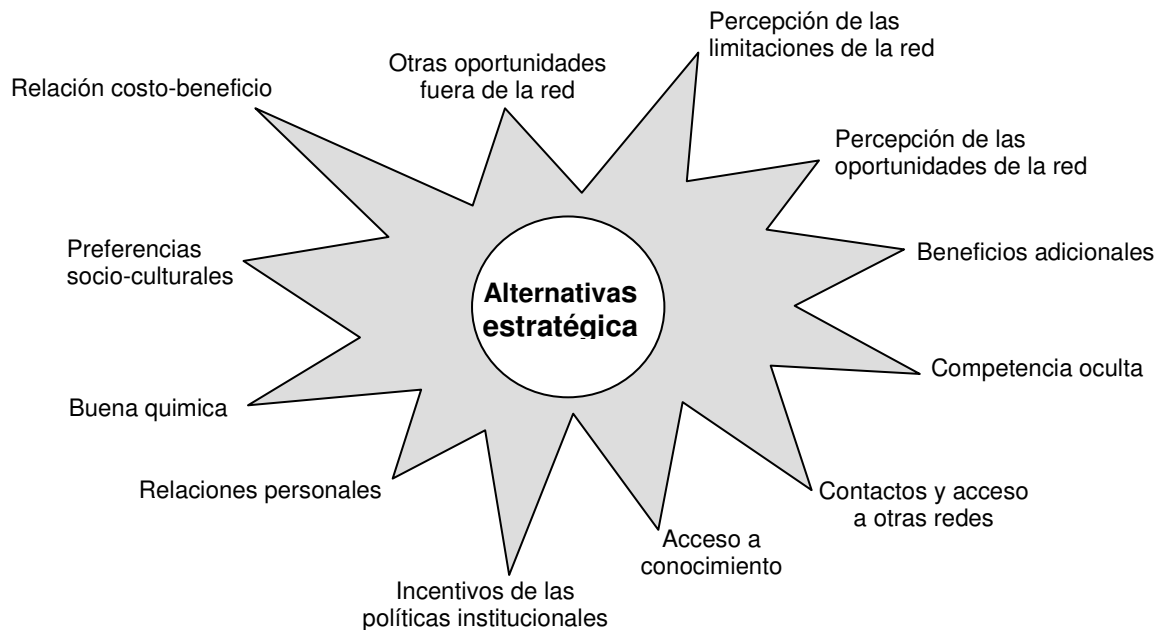 Percepción de las
limitaciones de la red
Otras oportunidades
fuera de la red
Relación costo-beneficio
Percepción de las
oportunidades de la red
Preferencias
socio-culturales
Beneficios adicionales
Alternativas
estratégica
Competencia oculta
Buena quimica
Relaciones personales
Contactos y acceso
a otras redes
Acceso a
conocimiento
Incentivos de las
políticas institucionales